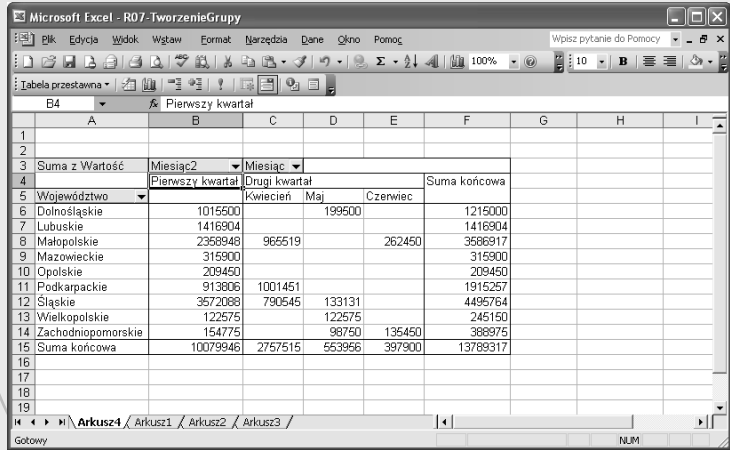 Microsoft Excel - R07-TworzenieGrupy
Plik Edycja Widok Wstaw Format Narzędzia Dane Okno Pomoc Wpisz pytanie do Pomocy
100% 10 B
Tabela przestawna
B4 fx Pierwszy kwartał
A B C D E F G H I
1
2
3 Suma z Wartość Miesiąc2 Miesiąc
4 Pierwszy kwartał Drugi kwartał Suma końcowa
5 Województwo Kwiecień Maj Czerwiec
6 Dolnośląskie 1015500 199500 1215000
7 Lubuskie 1416904 1416904
8 Małopolskie 2358948 965519 262450 3586917
9 Mazowieckie 315900 315900
10 Opolskie 209450 209450
11 Podkarpackie 913806 1001451 1915257
12 Śląskie 3572088 790545 133131 4495764
13 Wielkopolskie 122575 122575 245150
14 Zachodniopomorskie 154775 98750 135450 388975
15 Suma końcowa 10079946 2757515 553956 397900 13789317
16
17
18
19
Arkusz4 Arkusz1 Arkusz2 Arkusz3
Gotowy NUM